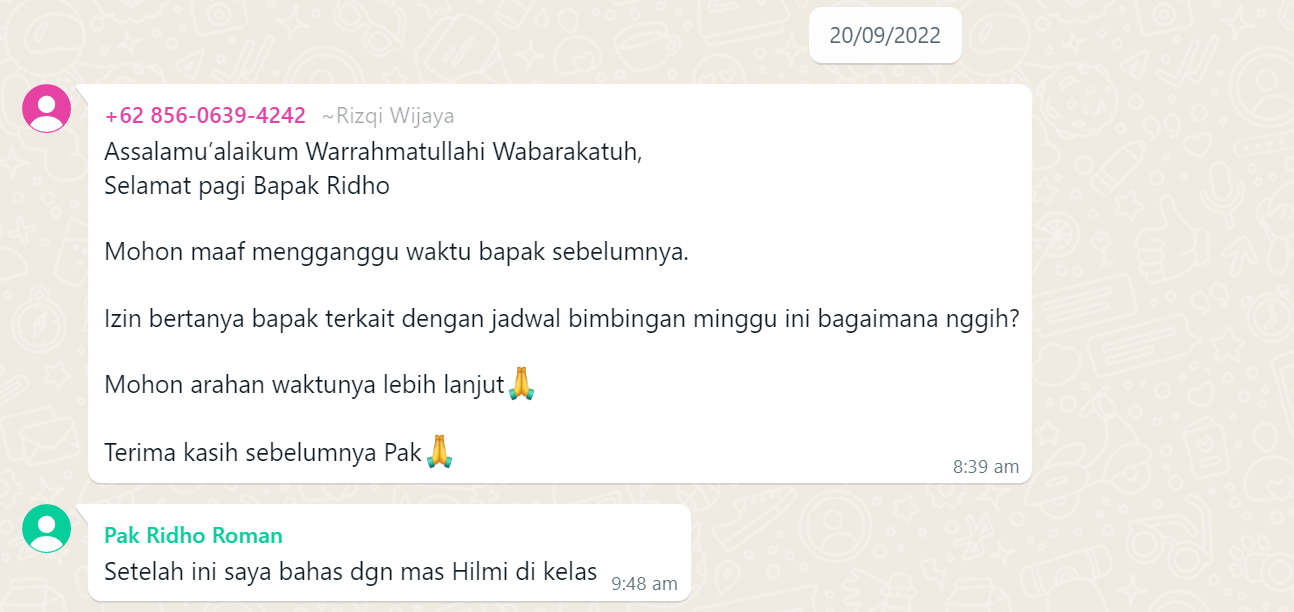 20/09/2022
+62 856-0639-4242 ~Rizqi Wijaya
Assalamu’alaikum Warrahmatullahi Wabarakatuh,
Selamat pagi Bapak Ridho
Mohon maaf mengganggu waktu bapak sebelumnya.
Izin bertanya bapak terkait dengan jadwal bimbingan minggu ini bagaimana nggih?
Mohon arahan waktunya lebih lanjut🙏
Terima kasih sebelumnya Pak🙏
8:39 am
Pak Ridho Roman
Setelah ini saya bahas dgn mas Hilmi di kelas 9:48 am